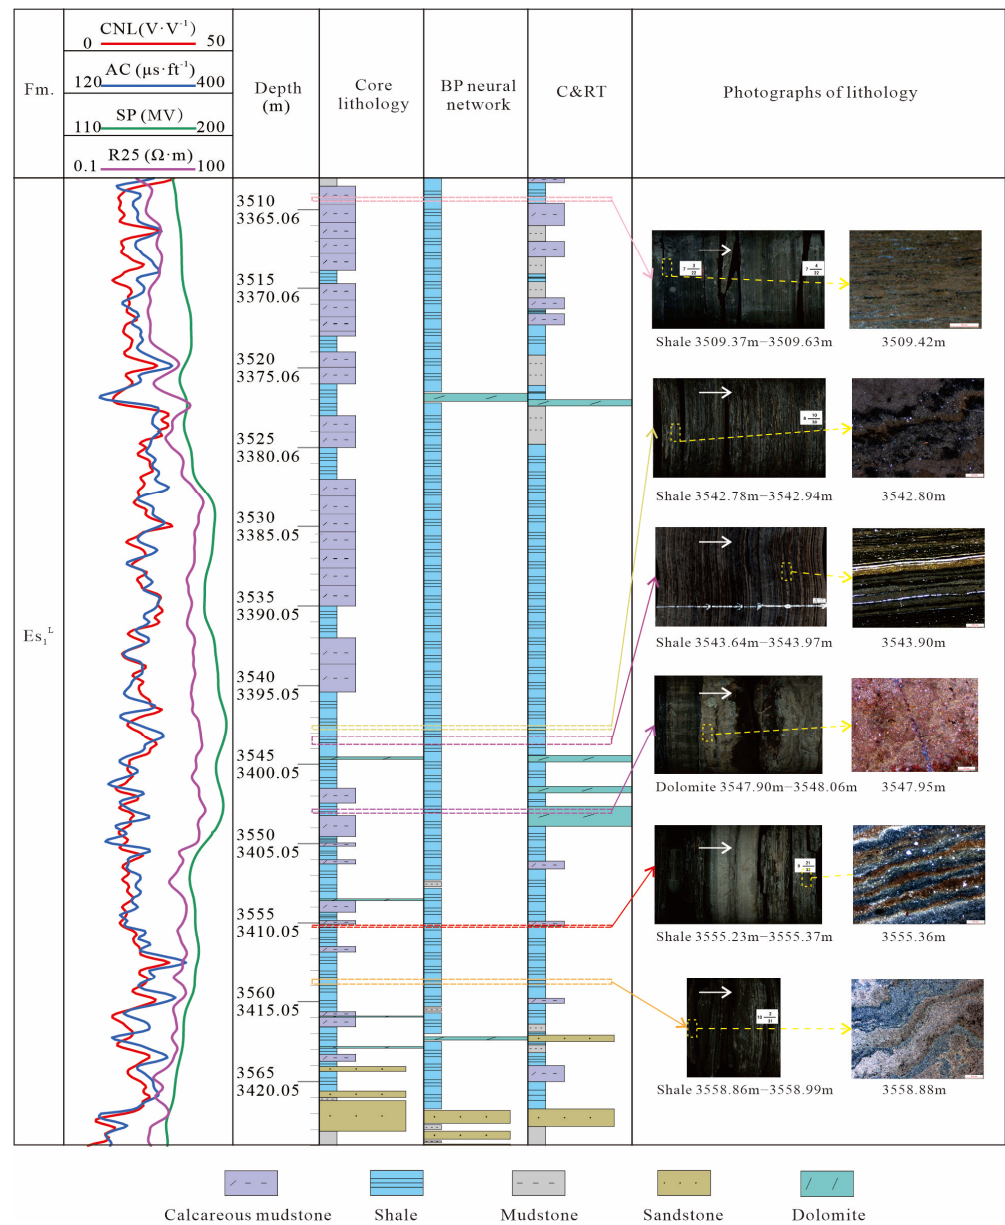 Fm.
CNL(V·V⁻¹)
0 50
AC (μs·ft⁻¹)
120 400
SP (MV)
110 200
R25 (Ω·m)
0.1 100
Depth
(m)
Core
lithology
BP neural
network
C&RT
Photographs of lithology
Es₁ᴸ
3510
3365.06
3515
3370.06
3520
3375.06
3525
3380.06
3530
3385.05
3535
3390.05
3540
3395.05
3545
3400.05
3550
3405.05
3555
3410.05
3560
3415.05
3565
3420.05
Shale 3509.37m−3509.63m 3509.42m
Shale 3542.78m−3542.94m 3542.80m
Shale 3543.64m−3543.97m 3543.90m
Dolomite 3547.90m−3548.06m 3547.95m
Shale 3555.23m−3555.37m 3555.36m
Shale 3558.86m−3558.99m 3558.88m
Calcareous mudstone Shale Mudstone Sandstone Dolomite